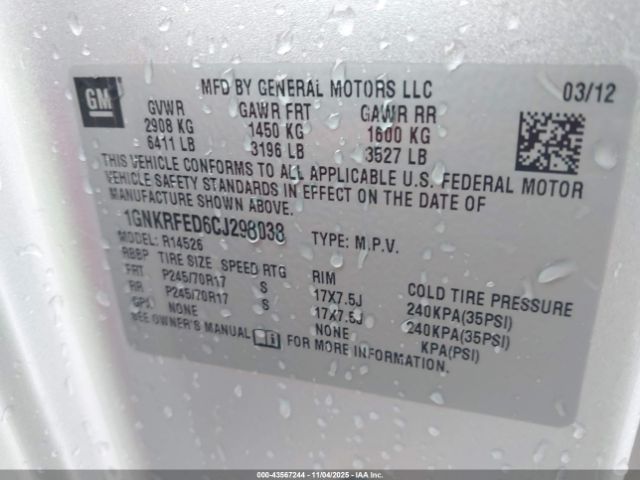 GM
MFD BY GENERAL MOTORS LLC 03/12
GVWR GAWR FRT GAWR RR
2908 KG 1450 KG 1600 KG
6411 LB 3196 LB 3527 LB
THIS VEHICLE CONFORMS TO ALL APPLICABLE U.S. FEDERAL MOTOR
VEHICLE SAFETY STANDARDS IN EFFECT ON THE DATE OF
MANUFACTURE SHOWN ABOVE.
1GNKRFED6CJ298038 TYPE: M.P.V.
MODEL: R14526
RBBP TIRE SIZE SPEED RTG RIM COLD TIRE PRESSURE
FRT P245/70R17 S 17X7.5J 240KPA(35PSI)
RR P245/70R17 S 17X7.5J 240KPA(35PSI)
NONE NONE KPA(PSI)
SEE OWNER'S MANUAL FOR MORE INFORMATION.
000-43567244 - 11/04/2025 - IAAI.COM